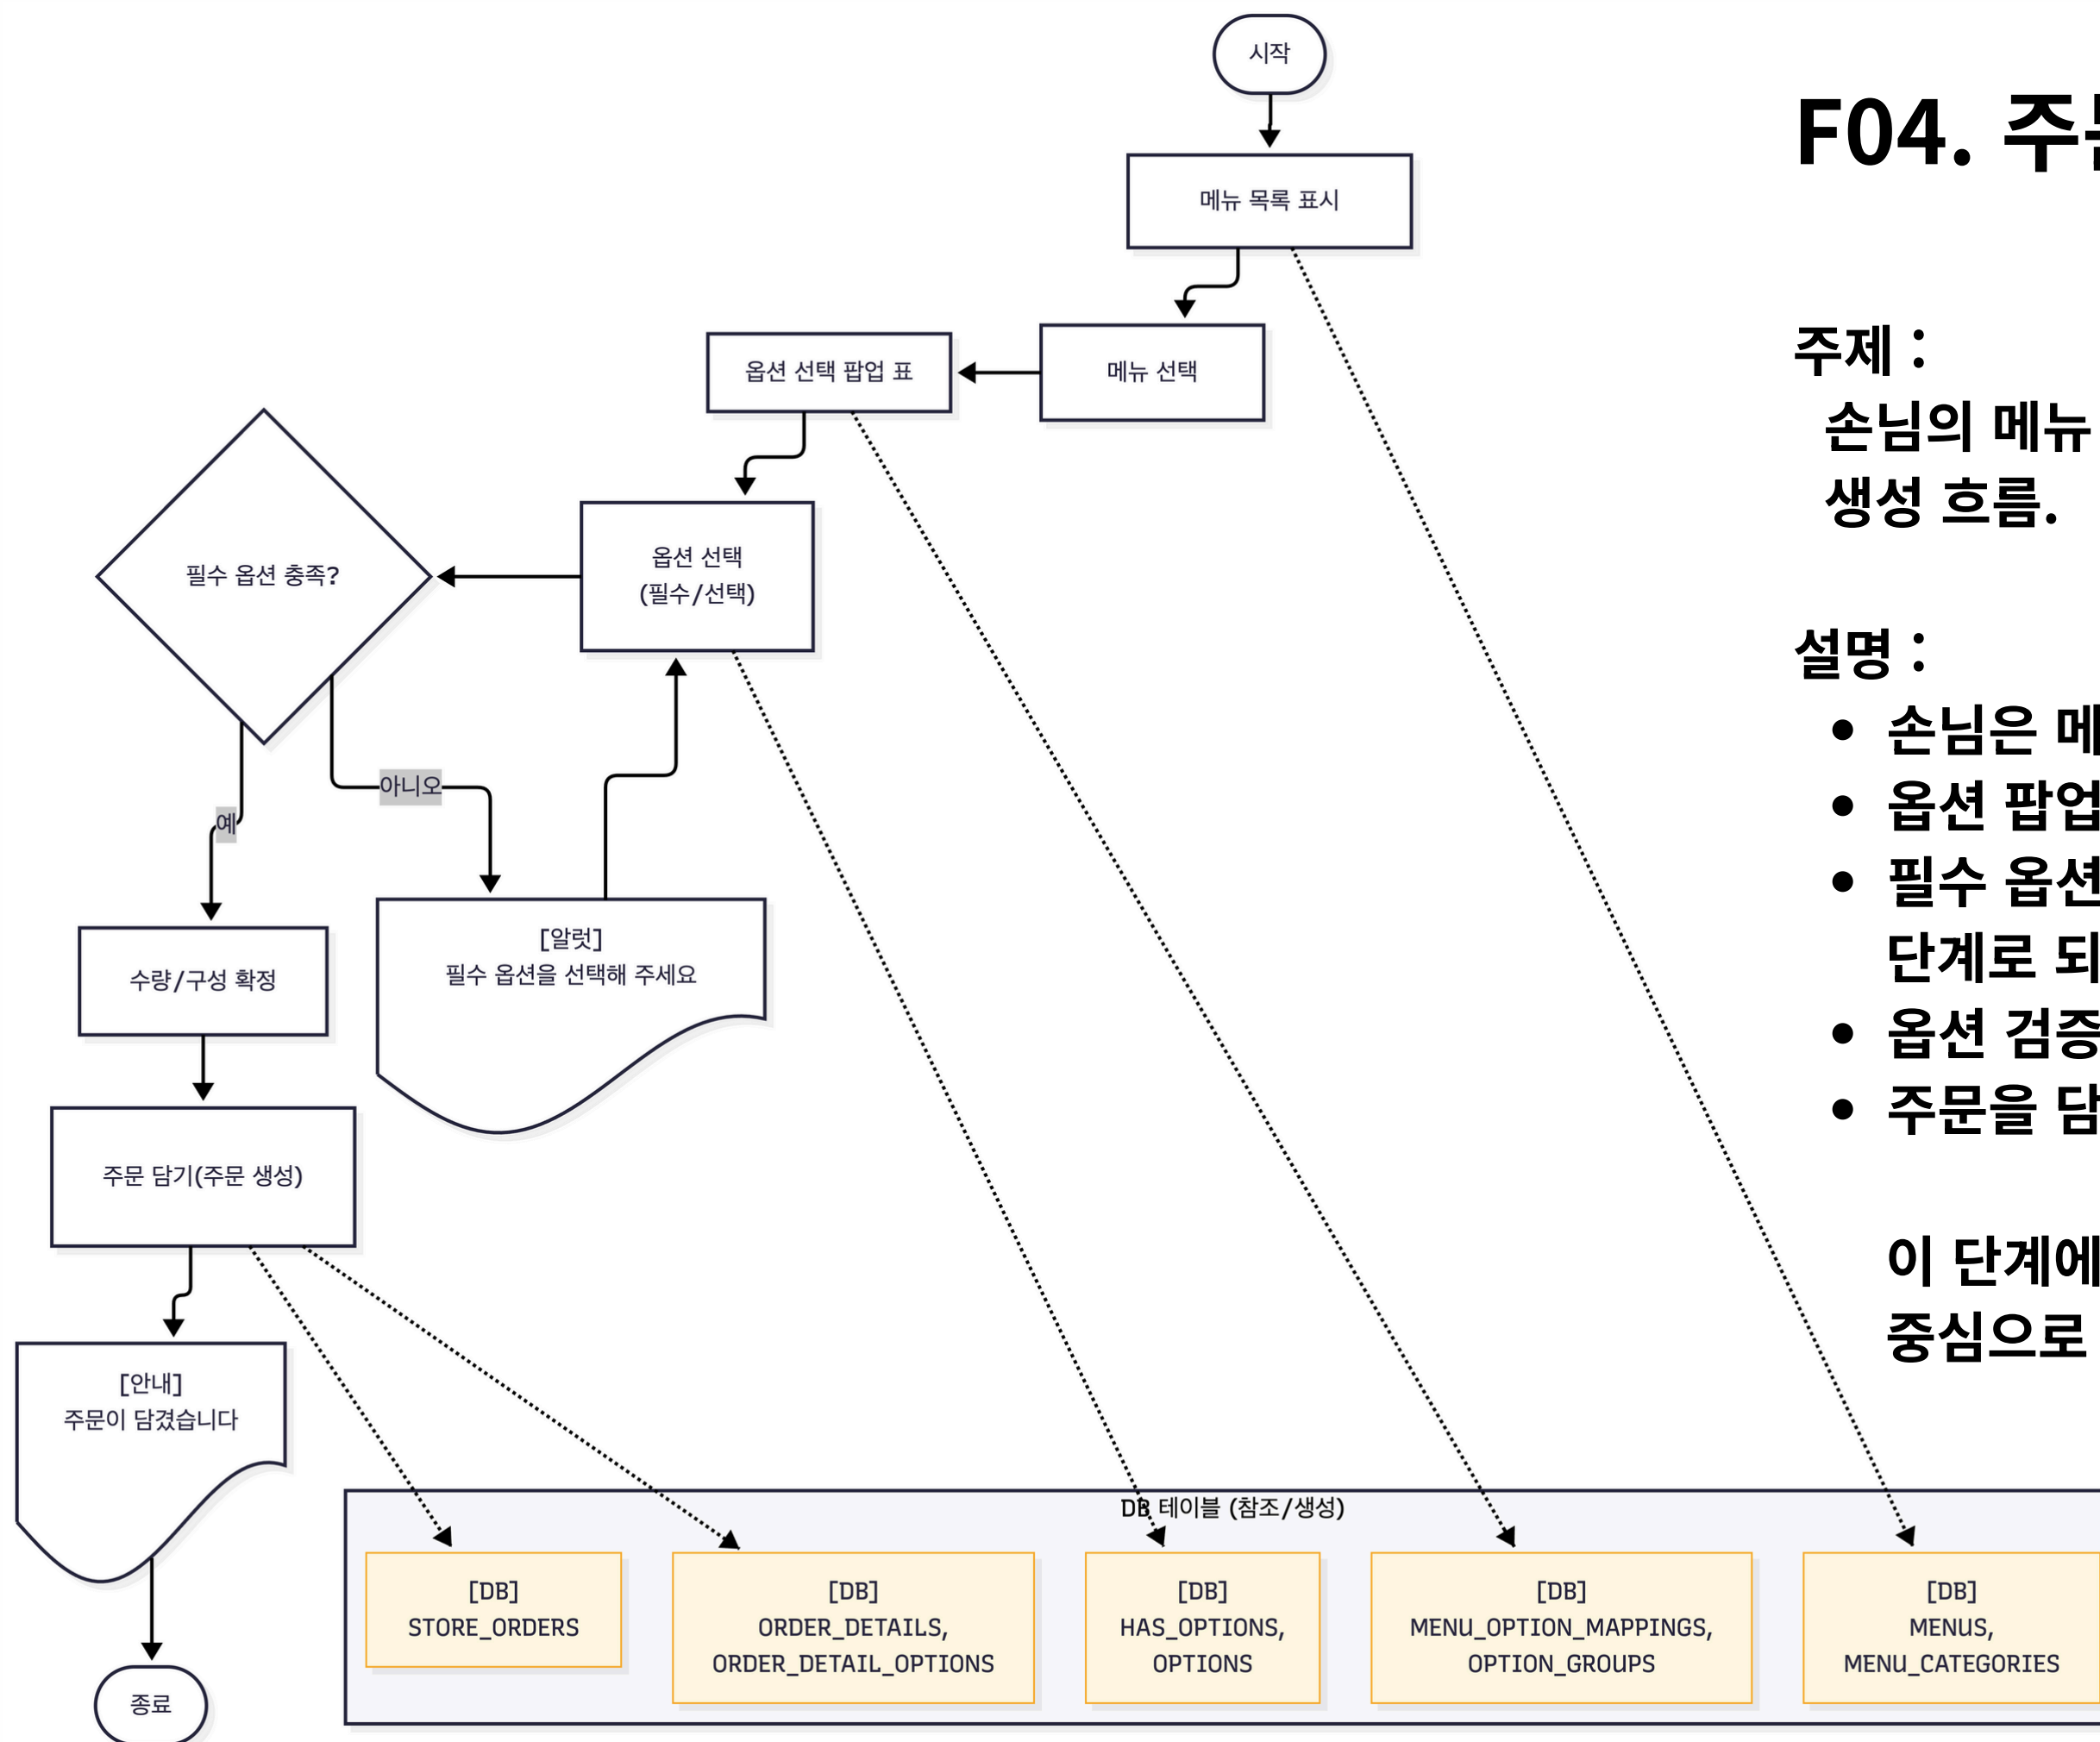 시작
메뉴 목록 표시
메뉴 선택
옵션 선택 팝업 표
옵션 선택
(필수/선택)
필수 옵션 충족?
아니오
예
[알럿]
필수 옵션을 선택해 주세요
수량/구성 확정
주문 담기(주문 생성)
[안내]
주문이 담겼습니다
종료
DB 테이블 (참조/생성)
[DB]
STORE_ORDERS
[DB]
ORDER_DETAILS,
ORDER_DETAIL_OPTIONS
[DB]
HAS_OPTIONS,
OPTIONS
[DB]
MENU_OPTION_MAPPINGS,
OPTION_GROUPS
[DB]
MENUS,
MENU_CATEGORIES
F04. 주
주제 :
손님의 메뉴
생성 흐름.
설명 :
• 손님은 메
• 옵션 팝업
• 필수 옵션
단계로 되
• 옵션 검증
• 주문을 담
이 단계에
중심으로